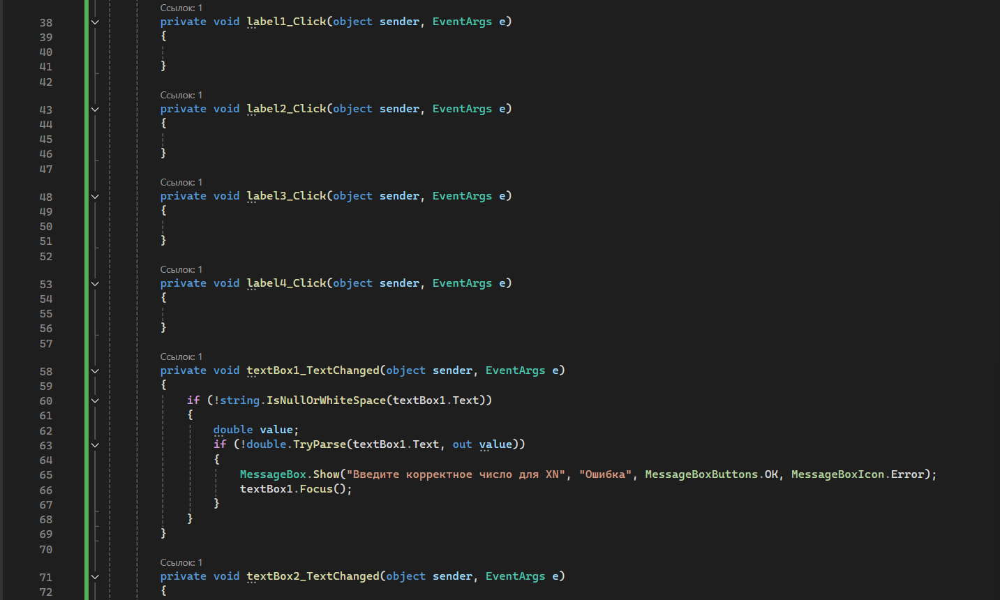 Ссылок: 1
38 private void label1_Click(object sender, EventArgs e)
39 {
40
41 }
42
Ссылок: 1
43 private void label2_Click(object sender, EventArgs e)
44 {
45
46 }
47
Ссылок: 1
48 private void label3_Click(object sender, EventArgs e)
49 {
50
51 }
52
Ссылок: 1
53 private void label4_Click(object sender, EventArgs e)
54 {
55
56 }
57
Ссылок: 1
58 private void textBox1_TextChanged(object sender, EventArgs e)
59 {
60 if (!string.IsNullOrWhiteSpace(textBox1.Text))
61 {
62 double value;
63 if (!double.TryParse(textBox1.Text, out value))
64 {
65 MessageBox.Show("Введите корректное число для XN", "Ошибка", MessageBoxButtons.OK, MessageBoxIcon.Error);
66 textBox1.Focus();
67 }
68 }
69 }
70
Ссылок: 1
71 private void textBox2_TextChanged(object sender, EventArgs e)
72 {